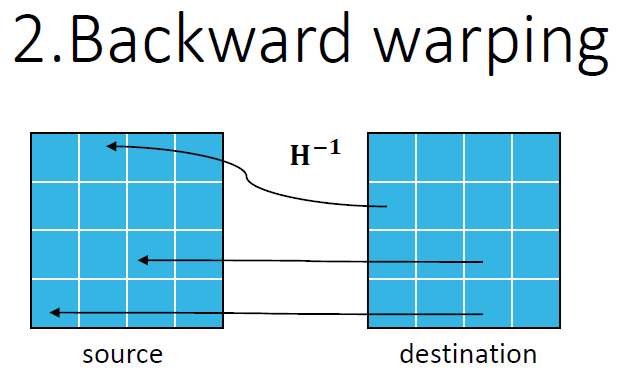 2.Backward warping
H⁻¹
source
destination